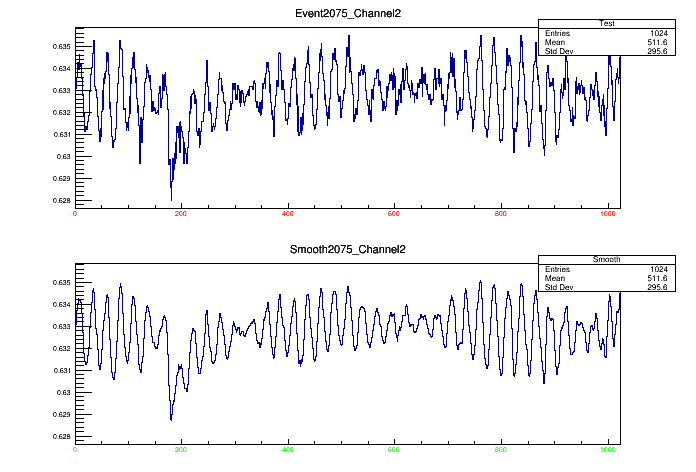 Event2075_Channel2
Test
Entries 1024
Mean 511.6
Std Dev 295.6
0.635
0.634
0.633
0.632
0.631
0.63
0.629
0.628
0 200 400 600 800 1000
Smooth2075_Channel2
Smooth
Entries 1024
Mean 511.6
Std Dev 295.6
0.635
0.634
0.633
0.632
0.631
0.63
0.629
0.628
0 200 400 600 800 1000